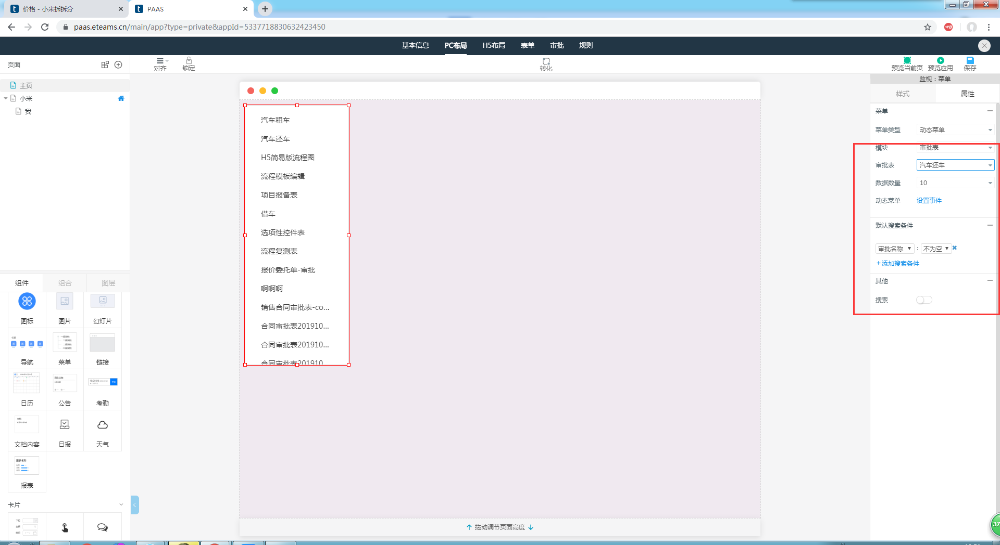 价格 - 小米拆拆分
PAAS
paas.eteams.cn/main/app?type=private&appId=5337718830632423450
基本信息 PC布局 H5布局 表单 审批 规则
页面
对齐 锁定
转化
预览当前页 预览应用 保存
主页
小米
我
汽车租车
汽车还车
H5简易版流程图
流程模板编辑
项目报备表
借车
选项性控件表
流程复测表
报价委托单-审批
啊啊啊
销售合同审批表-co...
合同审批表201910...
合同审批表201910...
合同审批表201910
拖动调节页面高度
监视：菜单
样式 属性
菜单
菜单类型 动态菜单
模块 审批表
审批表 汽车还车
数据数量 10
动态菜单 设置事件
默认搜索条件
审批名称 : 不为空
+添加搜索条件
其他
搜索
组件 组合 图层
图标 图片 幻灯片
导航 菜单 链接
日历 公告 考勤
文档内容 日报 天气
图表名称
报表
卡片
37